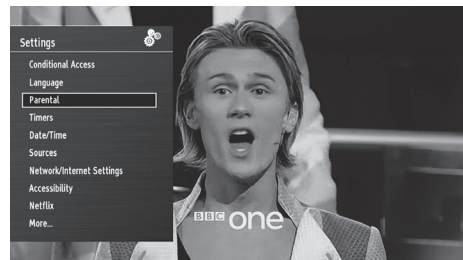 Settings
Conditional Access
Language
Parental
Timers
Date/Time
Sources
Network/Internet Settings
Accessibility
Netflix
More...
BBC one